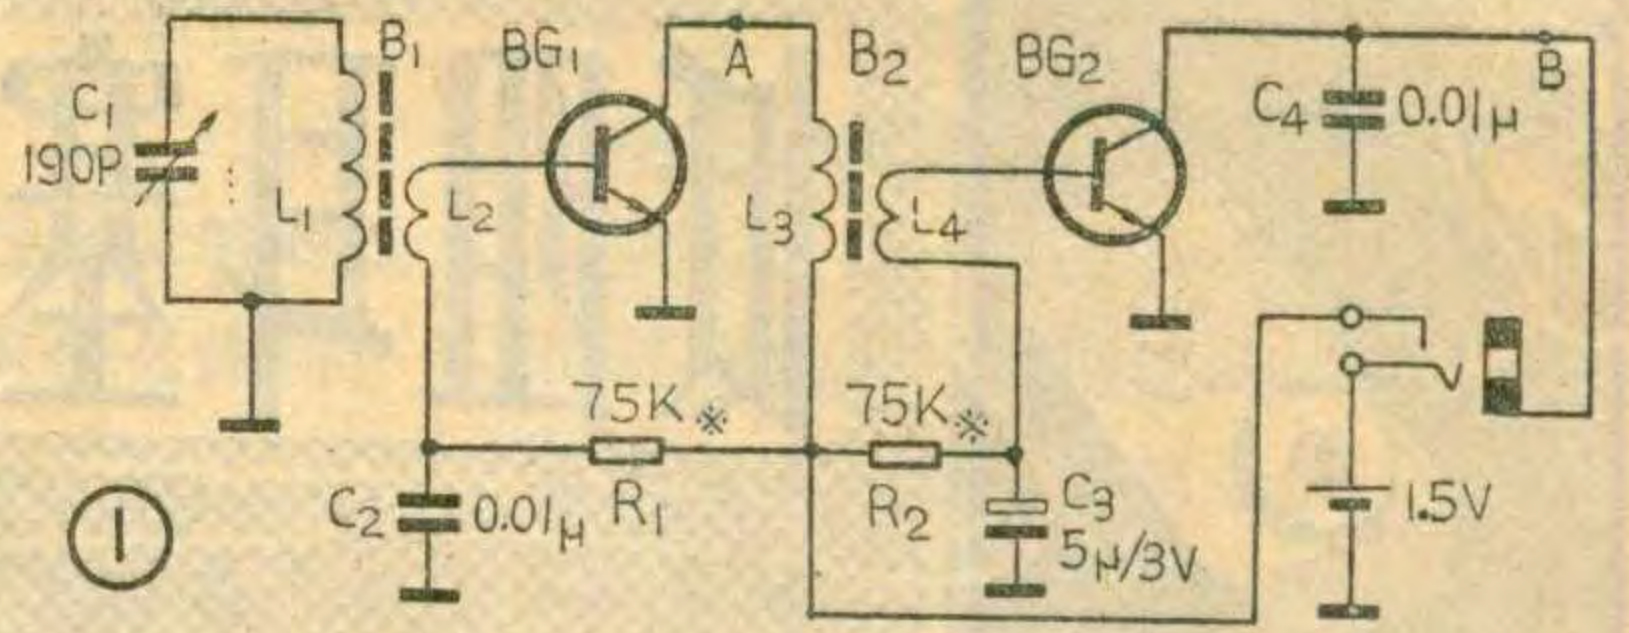 B₁
BG₁
A
B₂
BG₂
B
C₁
190P
L₁
L₂
L₃
L₄
C₄
0.01μ
75K※
75K※
R₁
R₂
C₂
0.01μ
C₃
5μ/3V
1.5V
①